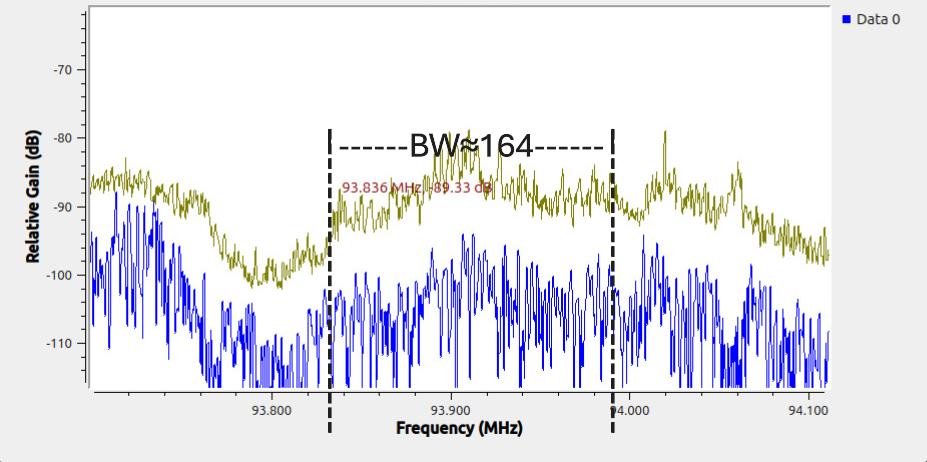 Data 0
-70
-80
-90
-100
-110
Relative Gain (dB)
BW≈164
93.836 MHz, -89.33 dB
93.800
93.900
94.000
94.100
Frequency (MHz)